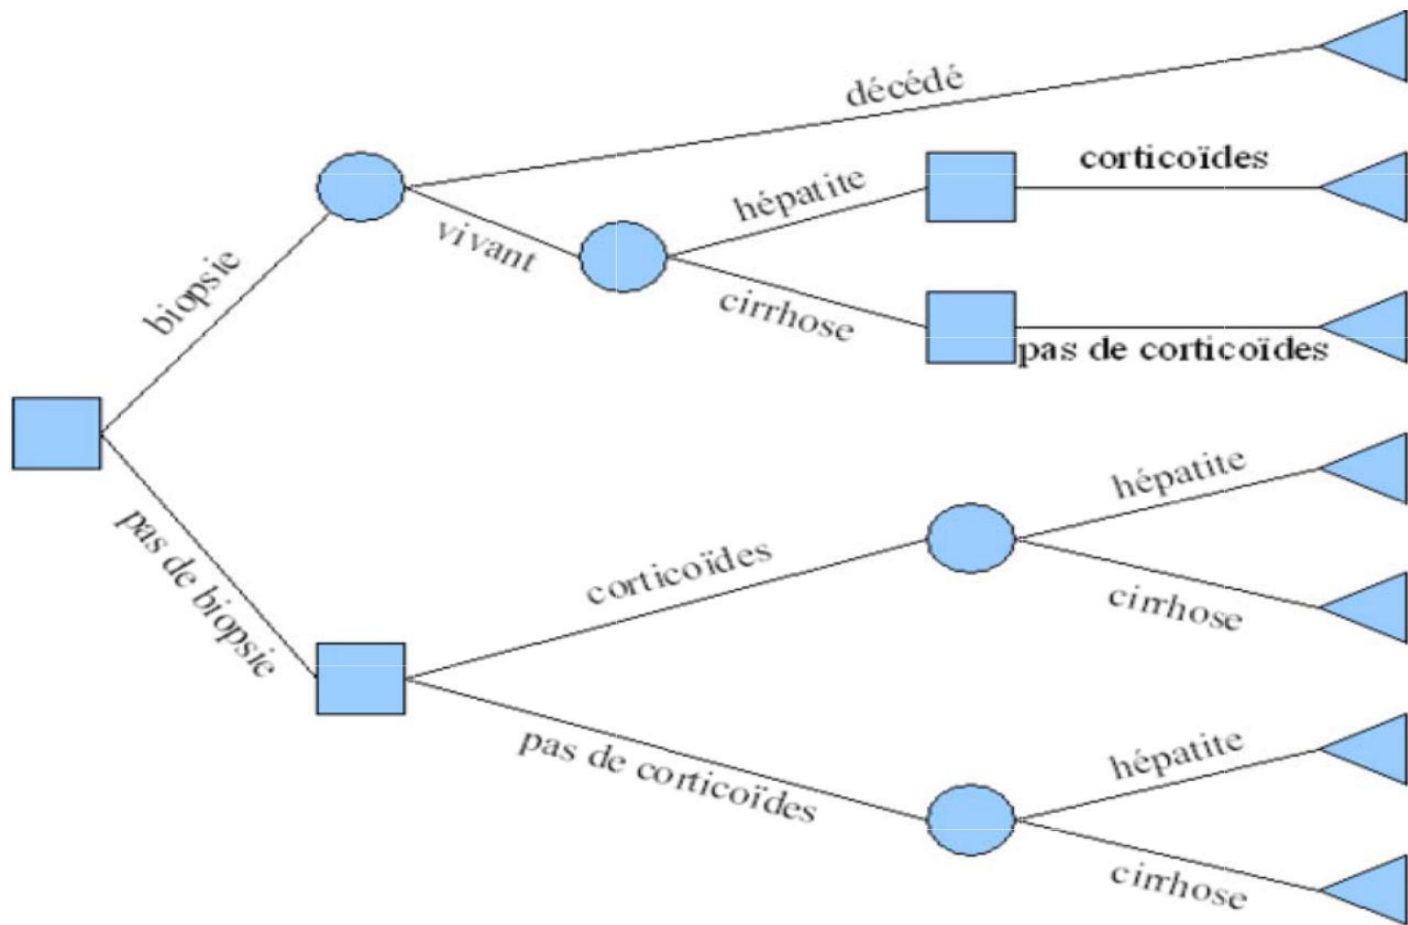 décédé
corticoïdes
hépatite
vivant
biopsie
cirrhose
pas de corticoïdes
hépatite
pas de biopsie
corticoïdes
cirrhose
pas de corticoïdes
hépatite
cirrhose